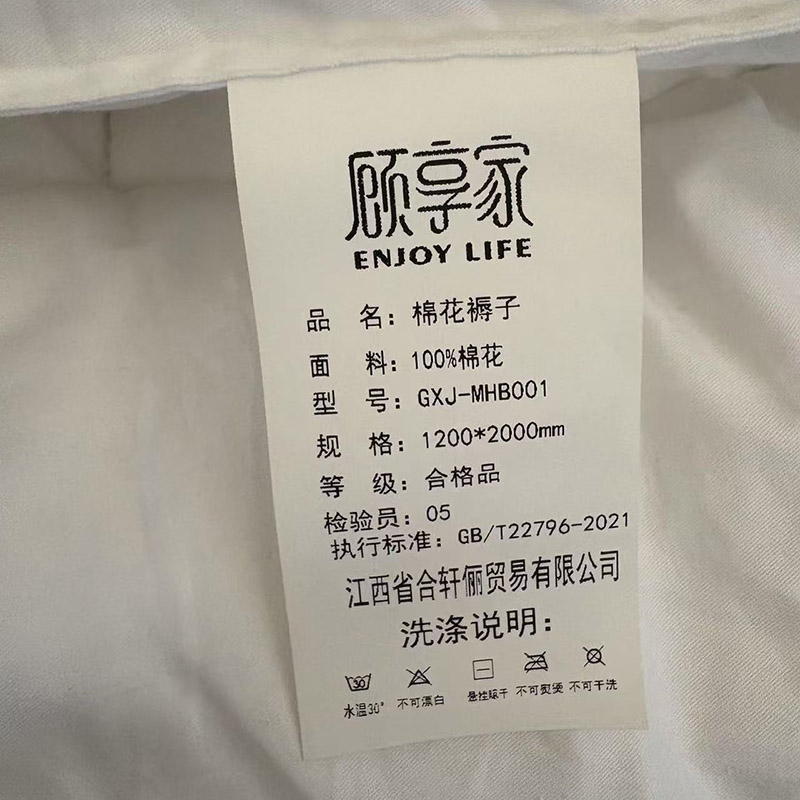 顾享家
ENJOY LIFE
品 名：棉花褥子
面 料：100%棉花
型 号：GXJ-MHB001
规 格：1200*2000mm
等 级：合格品
检验员：05
执行标准：GB/T22796-2021
江西省合轩俪贸易有限公司
洗涤说明：
30
水温30° 不可漂白 悬挂晾干 不可熨烫 不可干洗